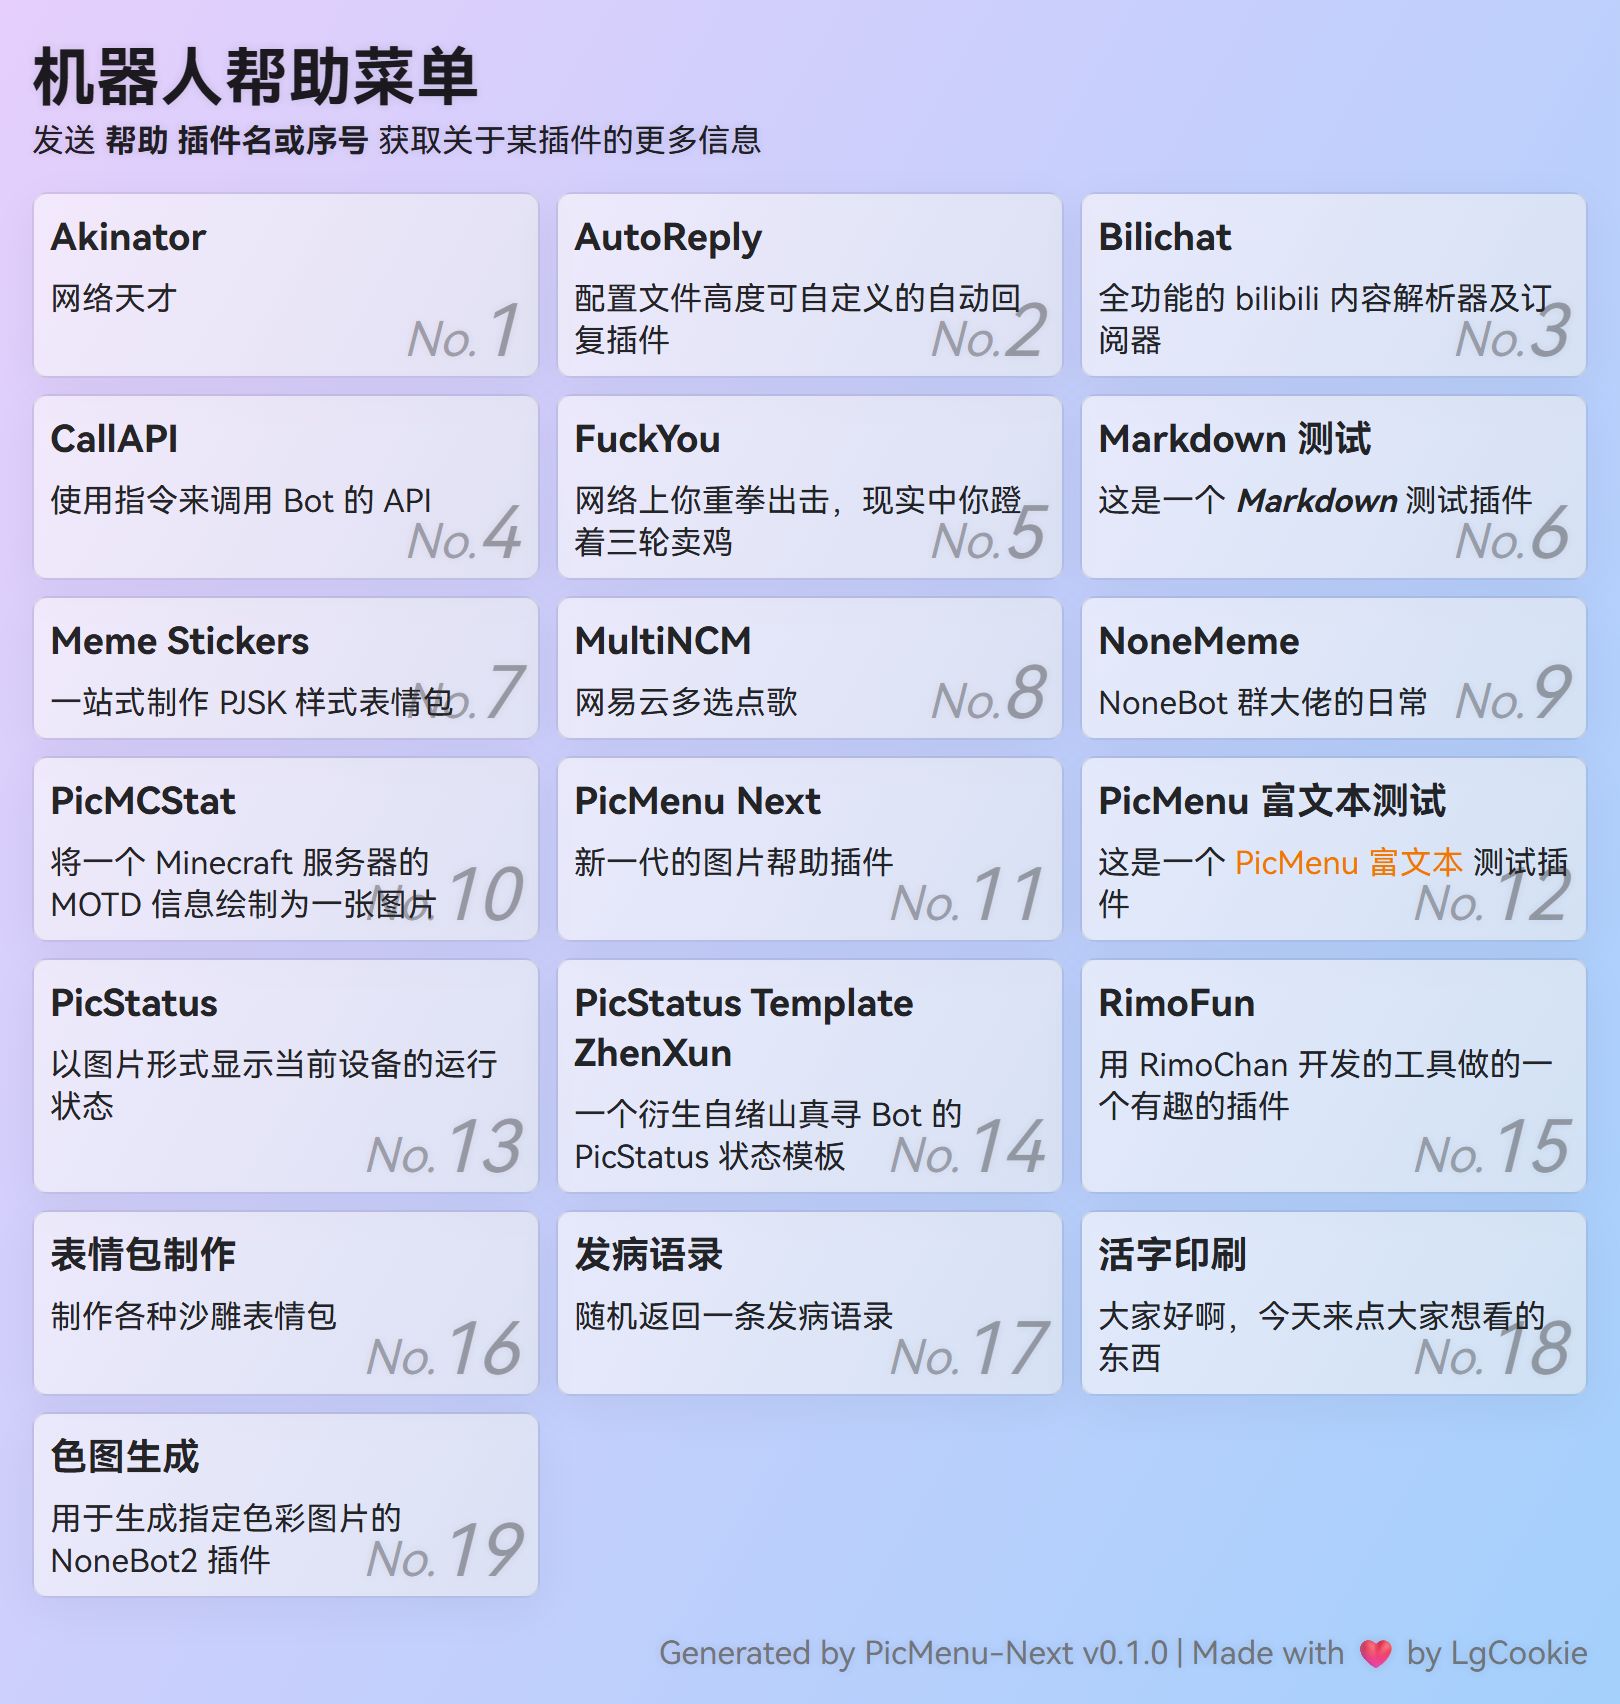 机器人帮助菜单
发送 帮助 插件名或序号 获取关于某插件的更多信息
Akinator
网络天才
No.1
AutoReply
配置文件高度可自定义的自动回
复插件
No.2
Bilichat
全功能的 bilibili 内容解析器及订
阅器
No.3
CallAPI
使用指令来调用 Bot 的 API
No.4
FuckYou
网络上你重拳出击，现实中你蹬
着三轮卖鸡
No.5
Markdown 测试
这是一个 Markdown 测试插件
No.6
Meme Stickers
一站式制作 PJSK 样式表情包
No.7
MultiNCM
网易云多选点歌
No.8
NoneMeme
NoneBot 群大佬的日常
No.9
PicMCStat
将一个 Minecraft 服务器的
MOTD 信息绘制为一张图片
No.10
PicMenu Next
新一代的图片帮助插件
No.11
PicMenu 富文本测试
这是一个 PicMenu 富文本 测试插
件
No.12
PicStatus
以图片形式显示当前设备的运行
状态
No.13
PicStatus Template
ZhenXun
一个衍生自绪山真寻 Bot 的
PicStatus 状态模板
No.14
RimoFun
用 RimoChan 开发的工具做的一
个有趣的插件
No.15
表情包制作
制作各种沙雕表情包
No.16
发病语录
随机返回一条发病语录
No.17
活字印刷
大家好啊，今天来点大家想看的
东西
No.18
色图生成
用于生成指定色彩图片的
NoneBot2 插件
No.19
Generated by PicMenu-Next v0.1.0 | Made with 💗 by LgCookie